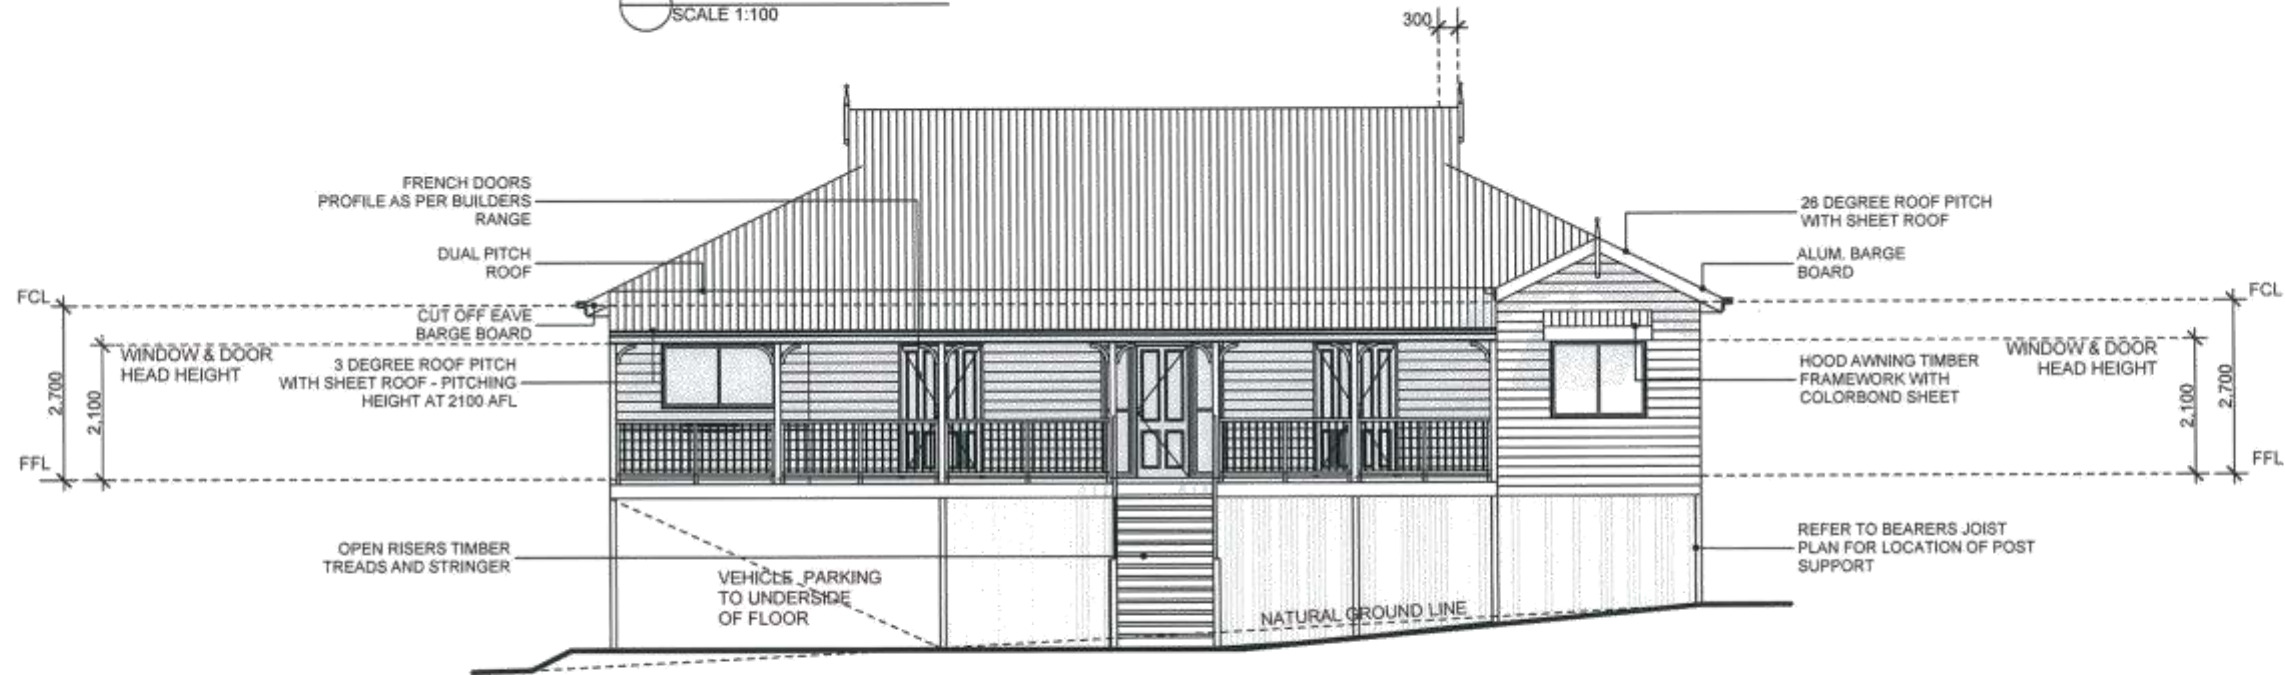 SCALE 1:100
300
FRENCH DOORS
PROFILE AS PER BUILDERS
RANGE
DUAL PITCH
ROOF
FCL
CUT OFF EAVE
BARGE BOARD
WINDOW & DOOR
HEAD HEIGHT
3 DEGREE ROOF PITCH
WITH SHEET ROOF - PITCHING
HEIGHT AT 2100 AFL
2,700
2,100
FFL
OPEN RISERS TIMBER
TREADS AND STRINGER
VEHICLE PARKING
TO UNDERSIDE
OF FLOOR
NATURAL GROUND LINE
26 DEGREE ROOF PITCH
WITH SHEET ROOF
ALUM. BARGE
BOARD
FCL
WINDOW & DOOR
HEAD HEIGHT
HOOD AWNING TIMBER
FRAMEWORK WITH
COLORBOND SHEET
2,100
2,700
FFL
REFER TO BEARERS JOIST
PLAN FOR LOCATION OF POST
SUPPORT